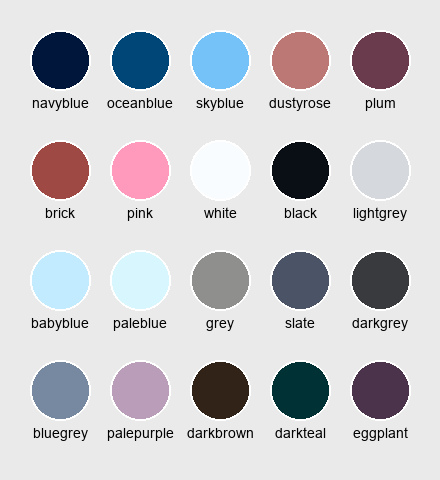 navyblue oceanblue skyblue dustyrose plum
brick pink white black lightgrey
babyblue paleblue grey slate darkgrey
bluegrey palepurple darkbrown darkteal eggplant